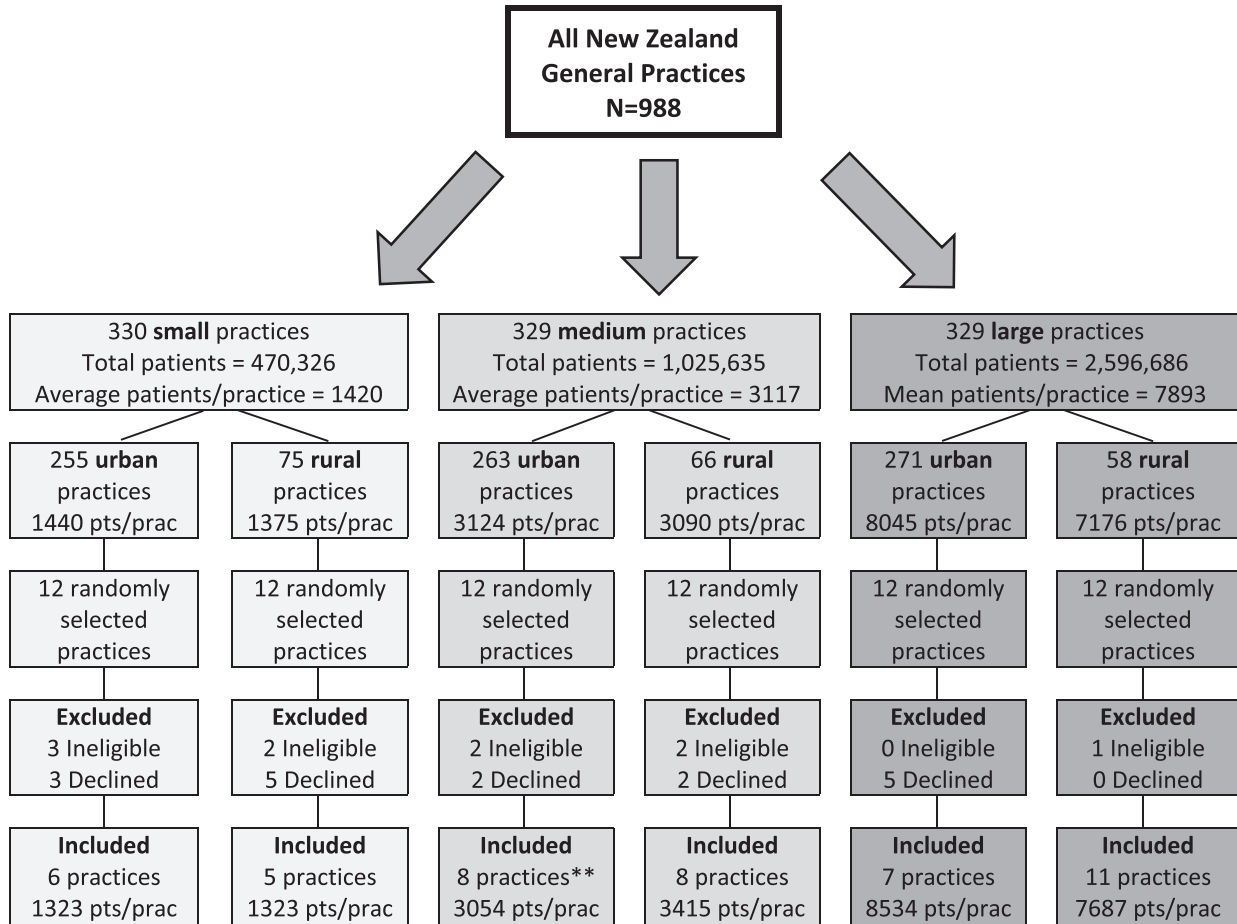 All New Zealand
General Practices
N=988
330 small practices
Total patients = 470,326
Average patients/practice = 1420
329 medium practices
Total patients = 1,025,635
Average patients/practice = 3117
329 large practices
Total patients = 2,596,686
Mean patients/practice = 7893
255 urban
practices
1440 pts/prac
75 rural
practices
1375 pts/prac
263 urban
practices
3124 pts/prac
66 rural
practices
3090 pts/prac
271 urban
practices
8045 pts/prac
58 rural
practices
7176 pts/prac
12 randomly
selected
practices
12 randomly
selected
practices
12 randomly
selected
practices
12 randomly
selected
practices
12 randomly
selected
practices
12 randomly
selected
practices
Excluded
3 Ineligible
3 Declined
Excluded
2 Ineligible
5 Declined
Excluded
2 Ineligible
2 Declined
Excluded
2 Ineligible
2 Declined
Excluded
0 Ineligible
5 Declined
Excluded
1 Ineligible
0 Declined
Included
6 practices
1323 pts/prac
Included
5 practices
1323 pts/prac
Included
8 practices**
3054 pts/prac
Included
8 practices
3415 pts/prac
Included
7 practices
8534 pts/prac
Included
11 practices
7687 pts/prac